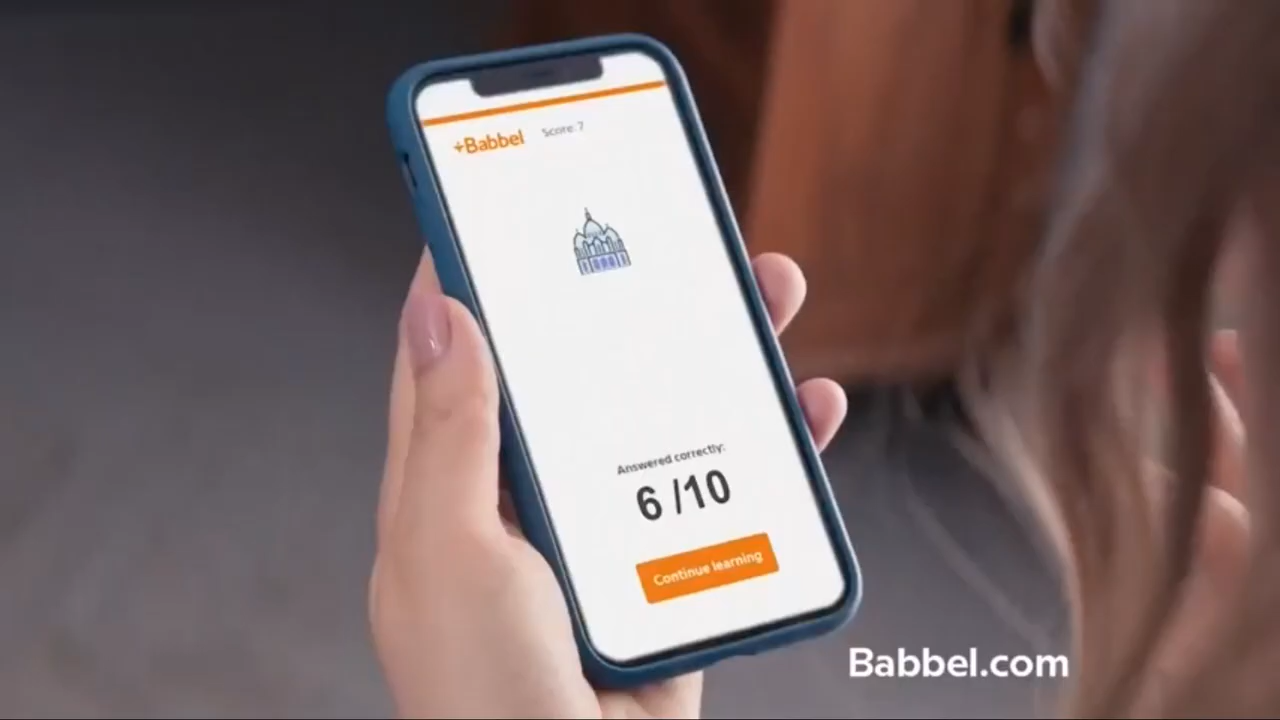 +Babbel Score: 7
Answered correctly:
6 /10
Continue learning
Babbel.com